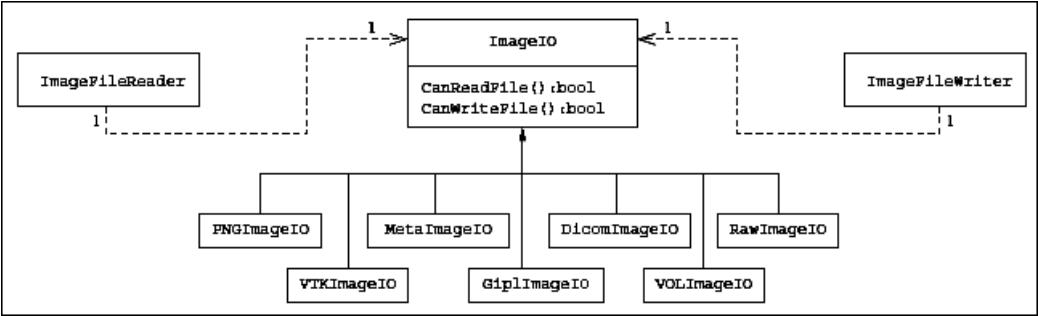 1
ImageIO
1
ImageFileReader
ImageFileWriter
CanReadFile():bool
CanWriteFile():bool
1
1
PNGImageIO
MetaImageIO
DicomImageIO
RawImageIO
VTKImageIO
GiplImageIO
VOLImageIO